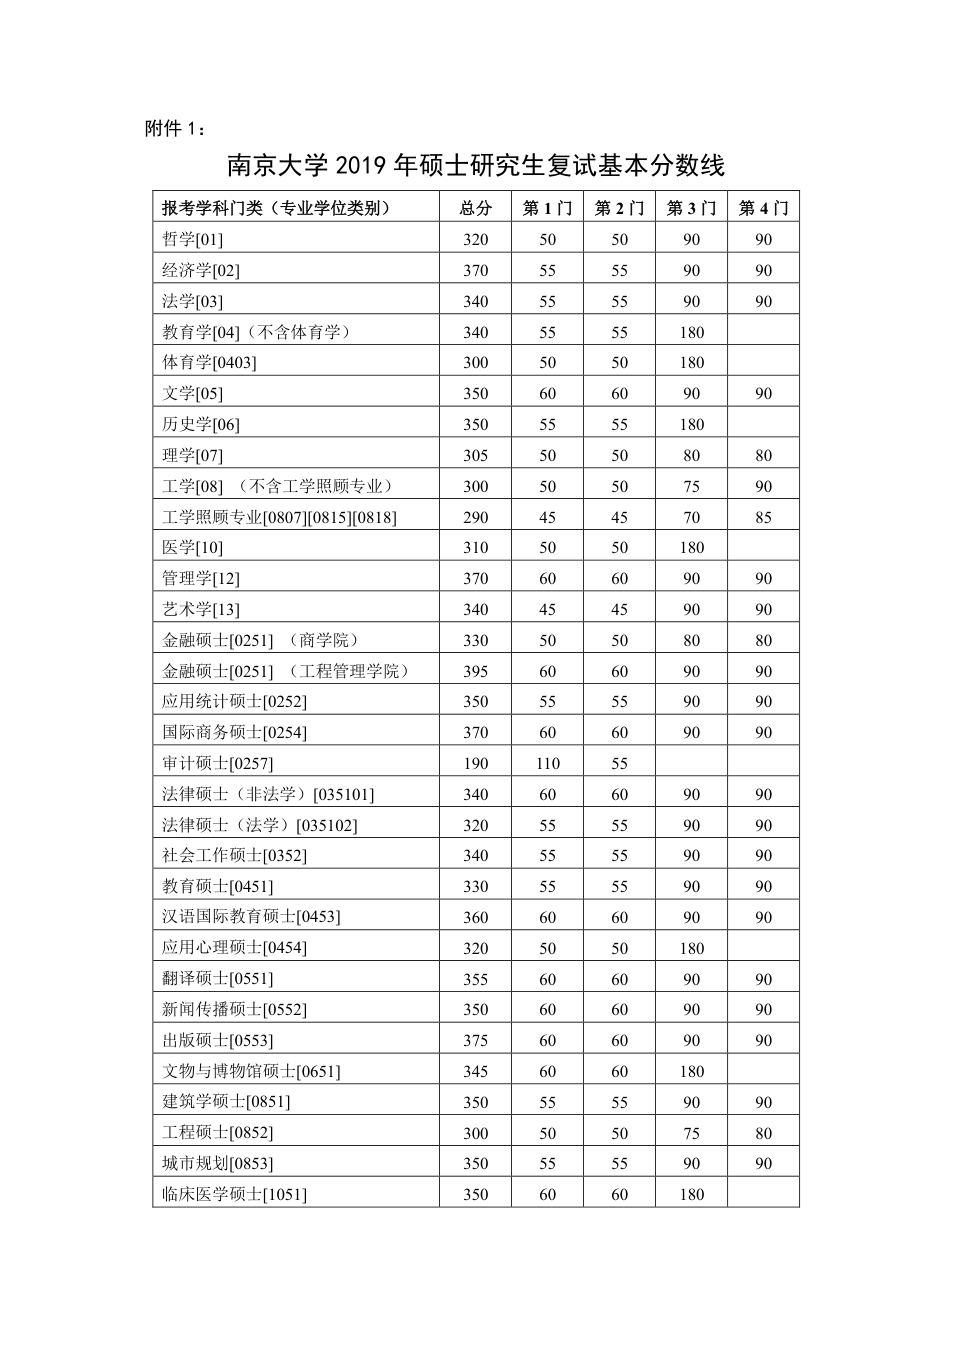 附件 1：
南京大学 2019 年硕士研究生复试基本分数线
报考学科门类（专业学位类别） 总分 第 1 门 第 2 门 第 3 门 第 4 门
哲学[01] 320 50 50 90 90
经济学[02] 370 55 55 90 90
法学[03] 340 55 55 90 90
教育学[04]（不含体育学） 340 55 55 180
体育学[0403] 300 50 50 180
文学[05] 350 60 60 90 90
历史学[06] 350 55 55 180
理学[07] 305 50 50 80 80
工学[08] （不含工学照顾专业） 300 50 50 75 90
工学照顾专业[0807][0815][0818] 290 45 45 70 85
医学[10] 310 50 50 180
管理学[12] 370 60 60 90 90
艺术学[13] 340 45 45 90 90
金融硕士[0251] （商学院） 330 50 50 80 80
金融硕士[0251] （工程管理学院） 395 60 60 90 90
应用统计硕士[0252] 350 55 55 90 90
国际商务硕士[0254] 370 60 60 90 90
审计硕士[0257] 190 110 55
法律硕士（非法学）[035101] 340 60 60 90 90
法律硕士（法学）[035102] 320 55 55 90 90
社会工作硕士[0352] 340 55 55 90 90
教育硕士[0451] 330 55 55 90 90
汉语国际教育硕士[0453] 360 60 60 90 90
应用心理硕士[0454] 320 50 50 180
翻译硕士[0551] 355 60 60 90 90
新闻传播硕士[0552] 350 60 60 90 90
出版硕士[0553] 375 60 60 90 90
文物与博物馆硕士[0651] 345 60 60 180
建筑学硕士[0851] 350 55 55 90 90
工程硕士[0852] 300 50 50 75 80
城市规划[0853] 350 55 55 90 90
临床医学硕士[1051] 350 60 60 180